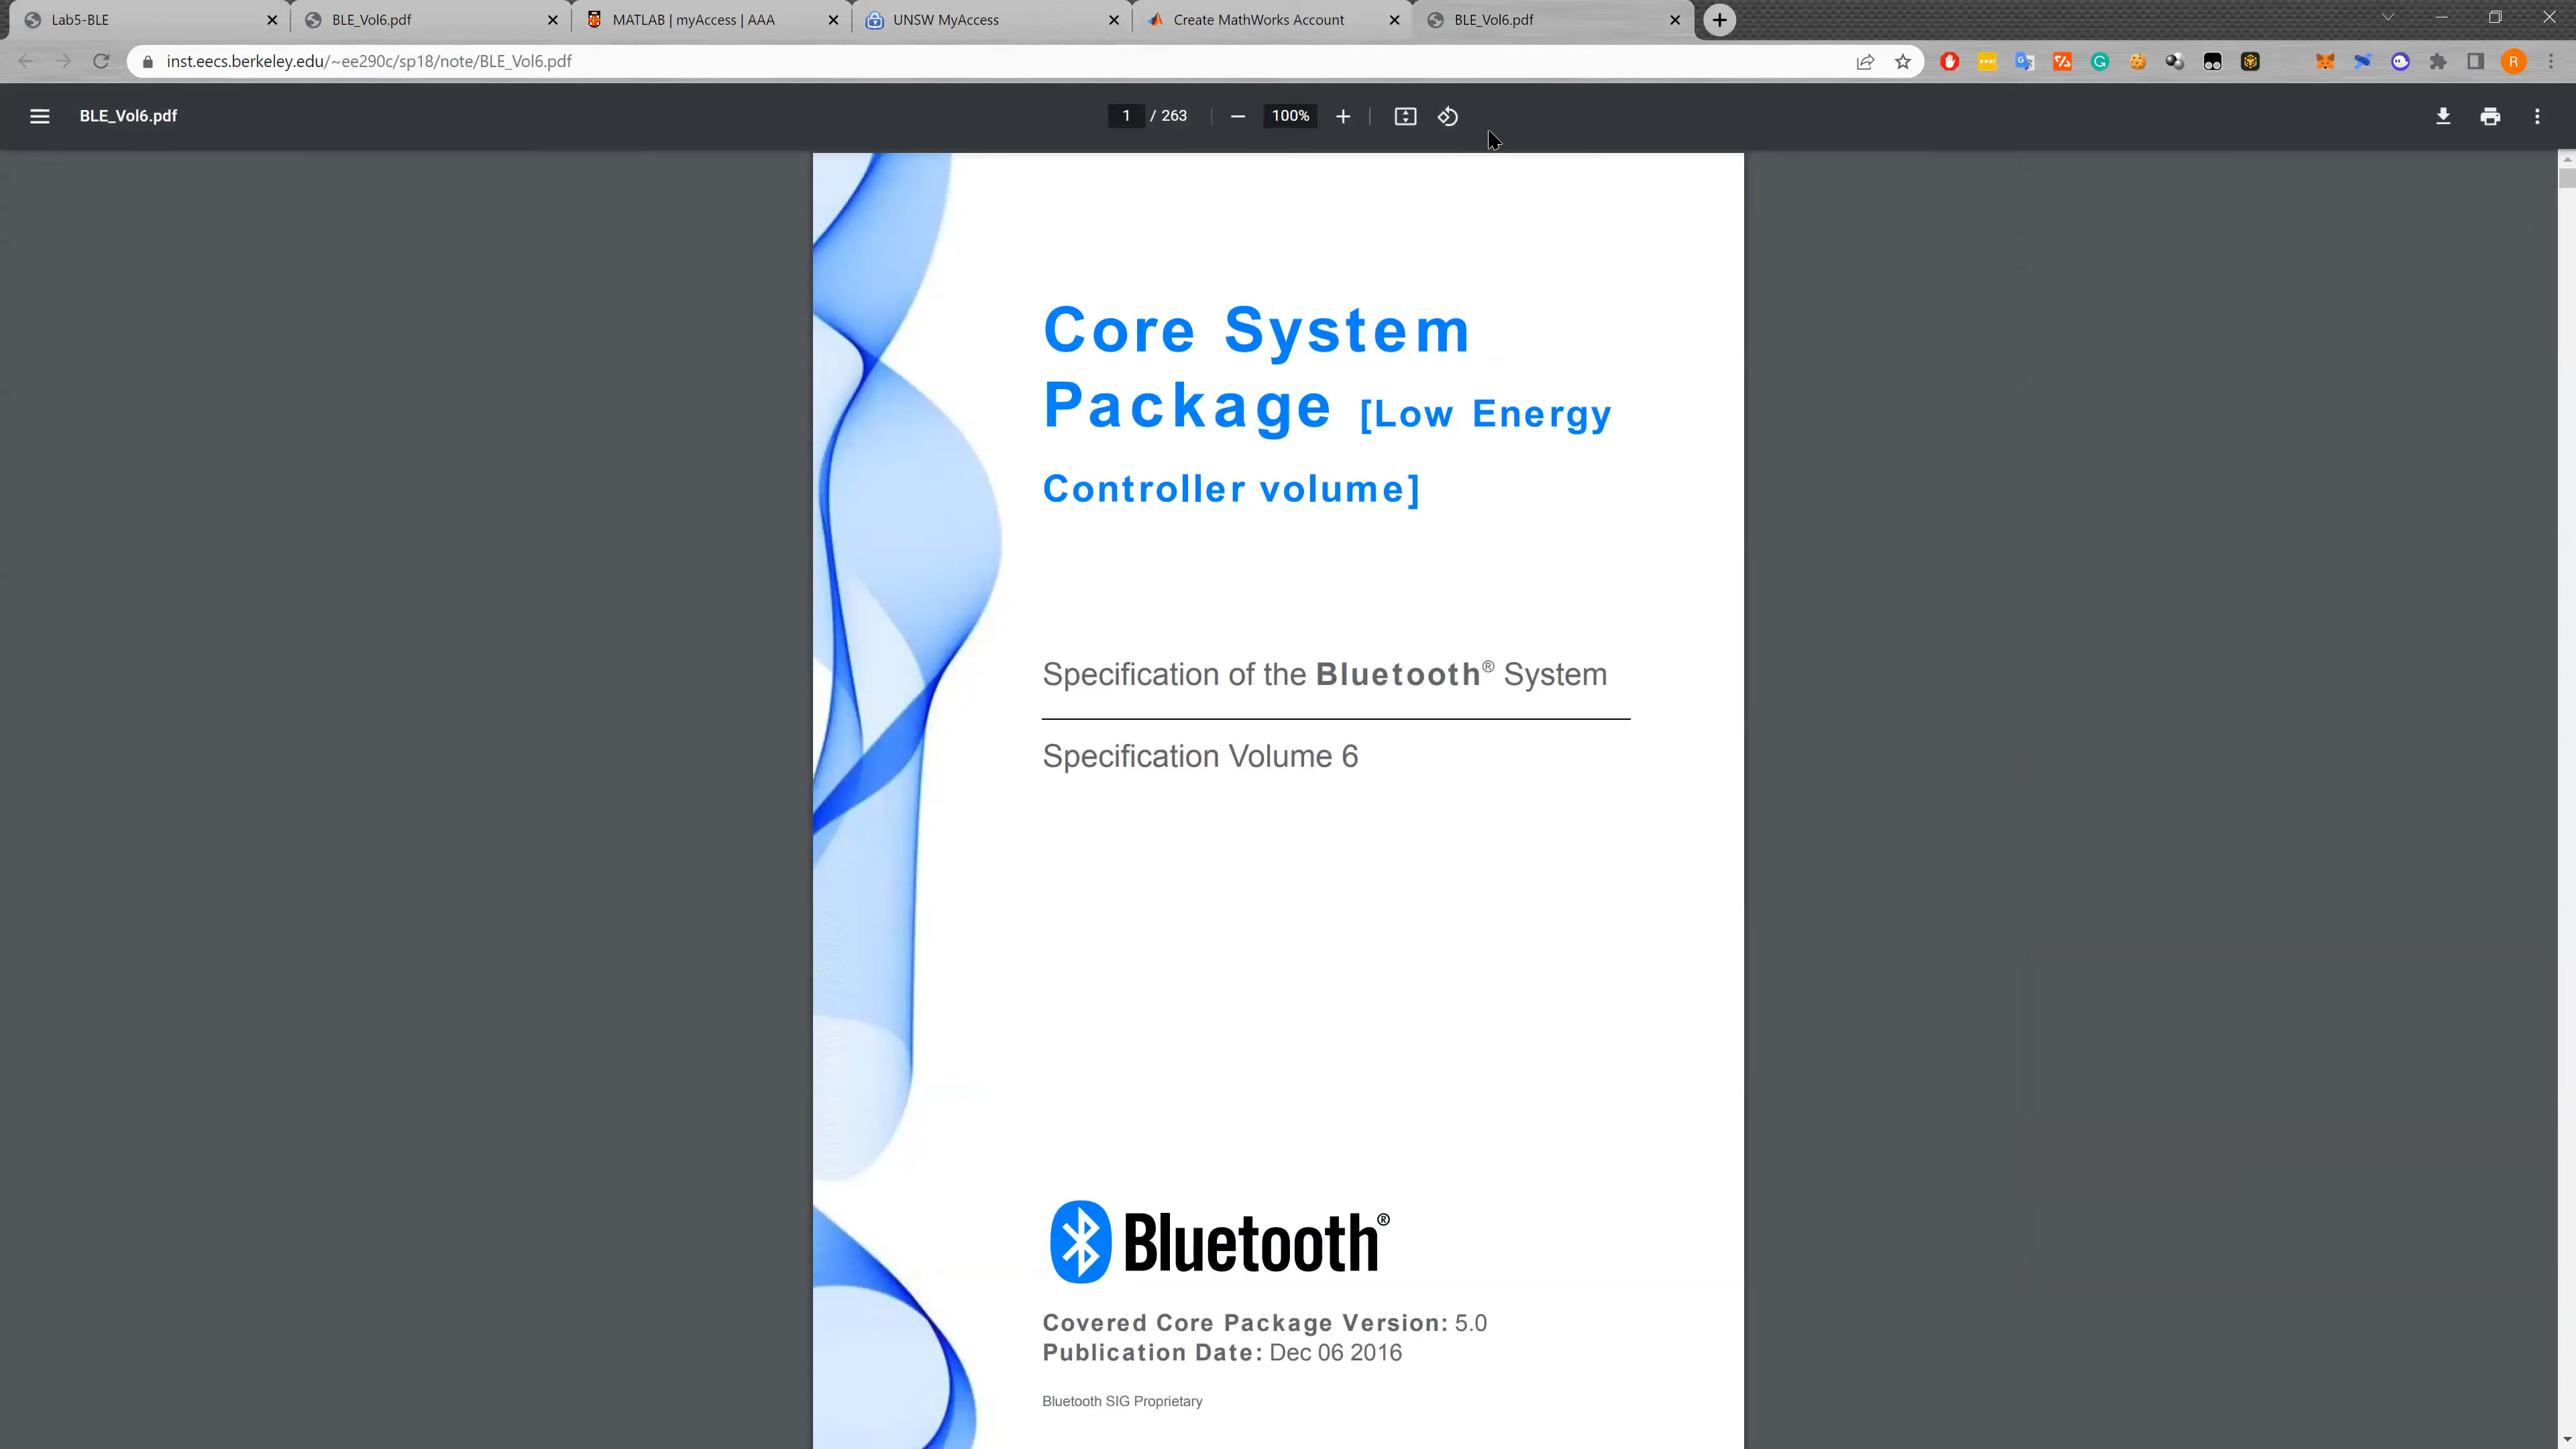 Lab5-BLE
BLE_Vol6.pdf
MATLAB | myAccess | AAA
UNSW MyAccess
Create MathWorks Account
BLE_Vol6.pdf
inst.eecs.berkeley.edu/~ee290c/sp18/note/BLE_Vol6.pdf
R
BLE_Vol6.pdf
1 / 263
100%
Core System
Package [Low Energy
Controller volume]
Specification of the Bluetooth® System
Specification Volume 6
Bluetooth®
Covered Core Package Version: 5.0
Publication Date: Dec 06 2016
Bluetooth SIG Proprietary